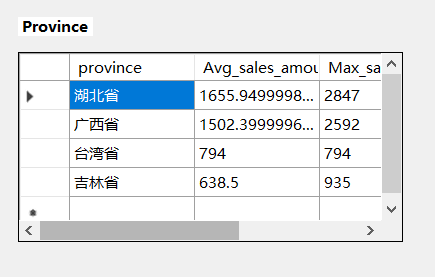 Province
province Avg_sales_amou Max_sa
湖北省 1655.9499998... 2847
广西省 1502.3999996... 2592
台湾省 794 794
吉林省 638.5 935